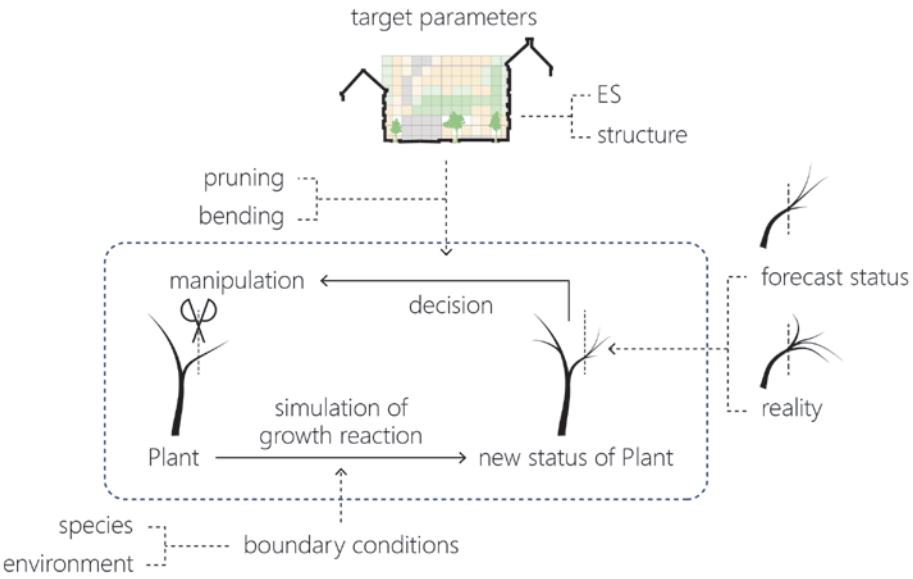 target parameters
ES
structure
pruning
bending
forecast status
manipulation
decision
simulation of
growth reaction
reality
Plant
new status of Plant
species
boundary conditions
environment